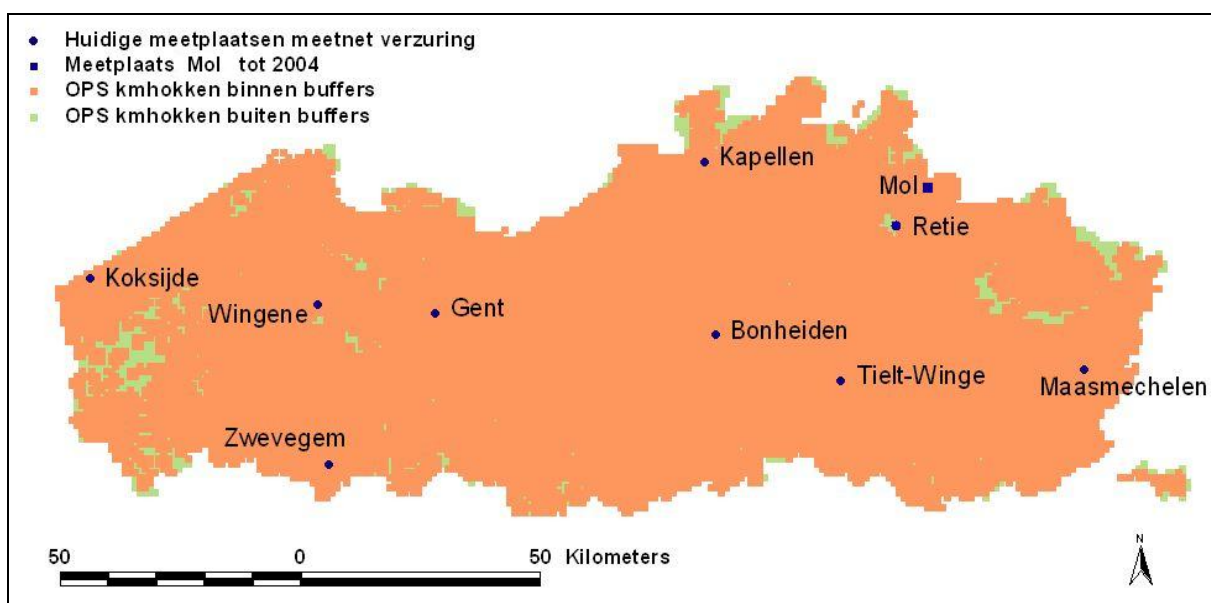 Huidige meetplaatsen meetnet verzuring
Meetplaats Mol tot 2004
OPS kmhokken binnen buffers
OPS kmhokken buiten buffers
Kapellen
Mol
Retie
Koksijde
Wingene
Gent
Bonheiden
Tielt-Winge
Maasmechelen
Zwevegem
50 0 50 Kilometers
N